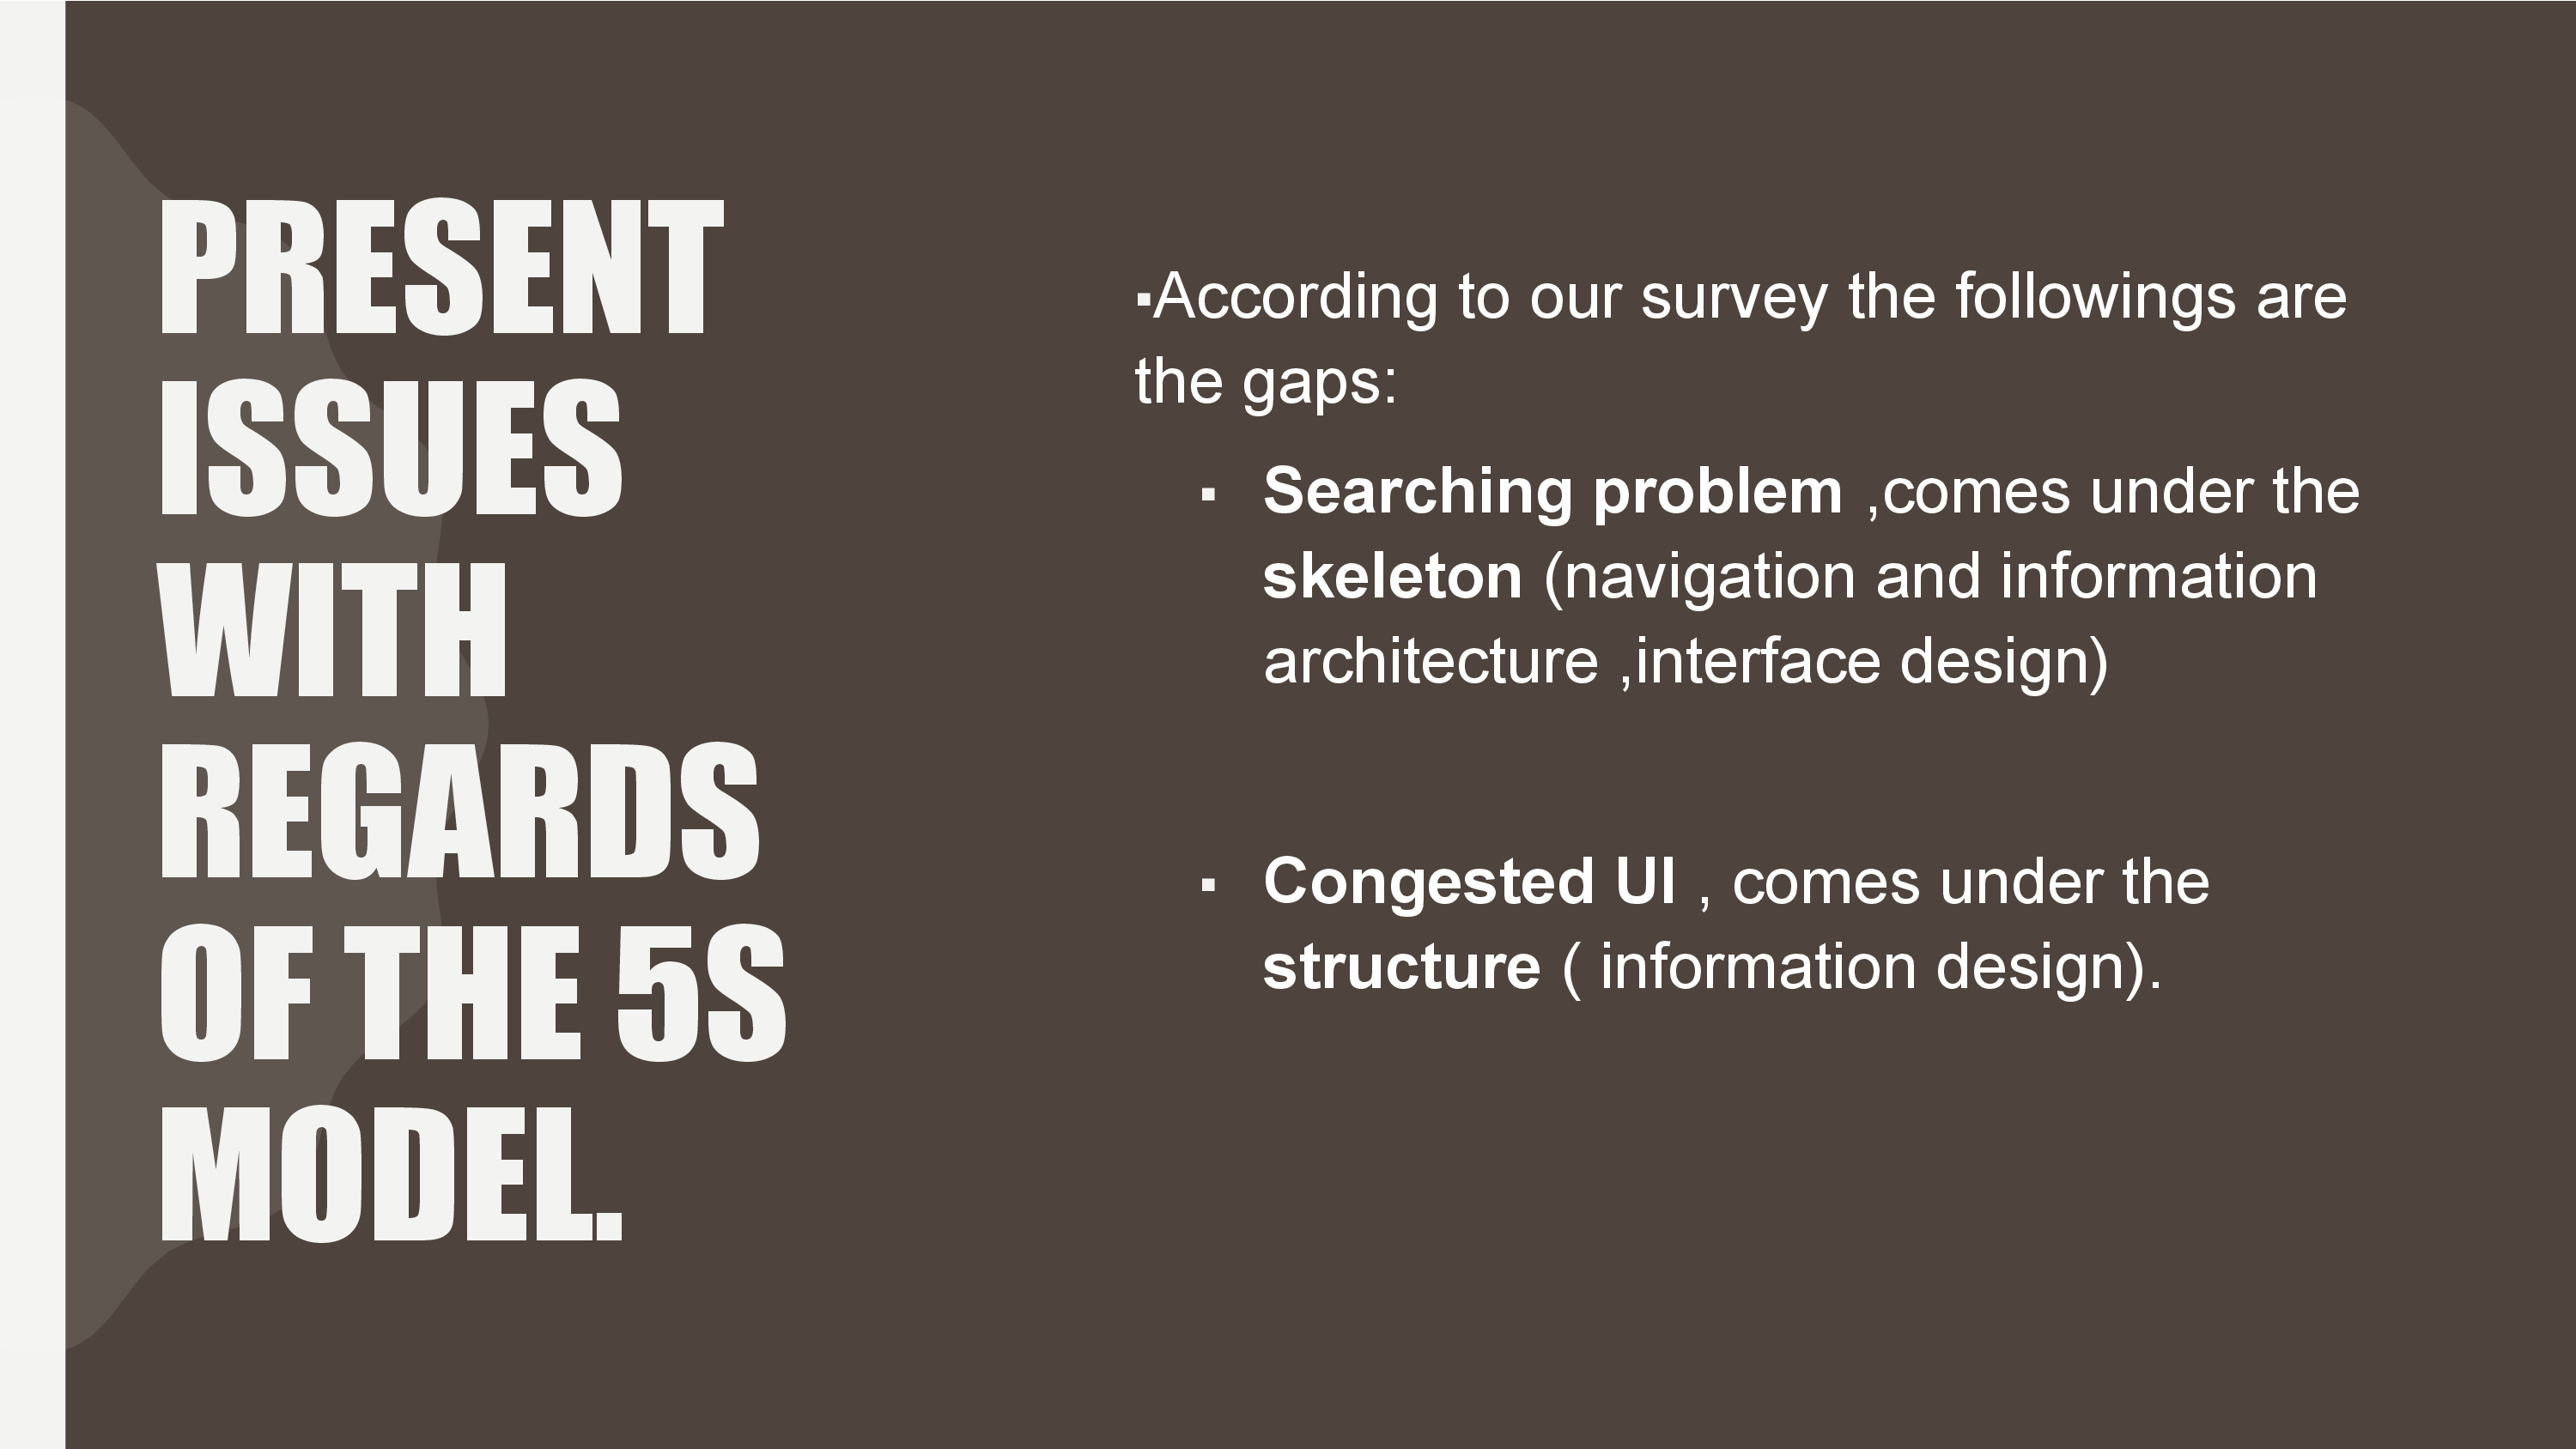 PRESENT
ISSUES
WITH
REGARDS
OF THE 5S
MODEL.
▪According to our survey the followings are
the gaps:
▪ Searching problem ,comes under the
skeleton (navigation and information
architecture ,interface design)
▪ Congested UI , comes under the
structure ( information design).